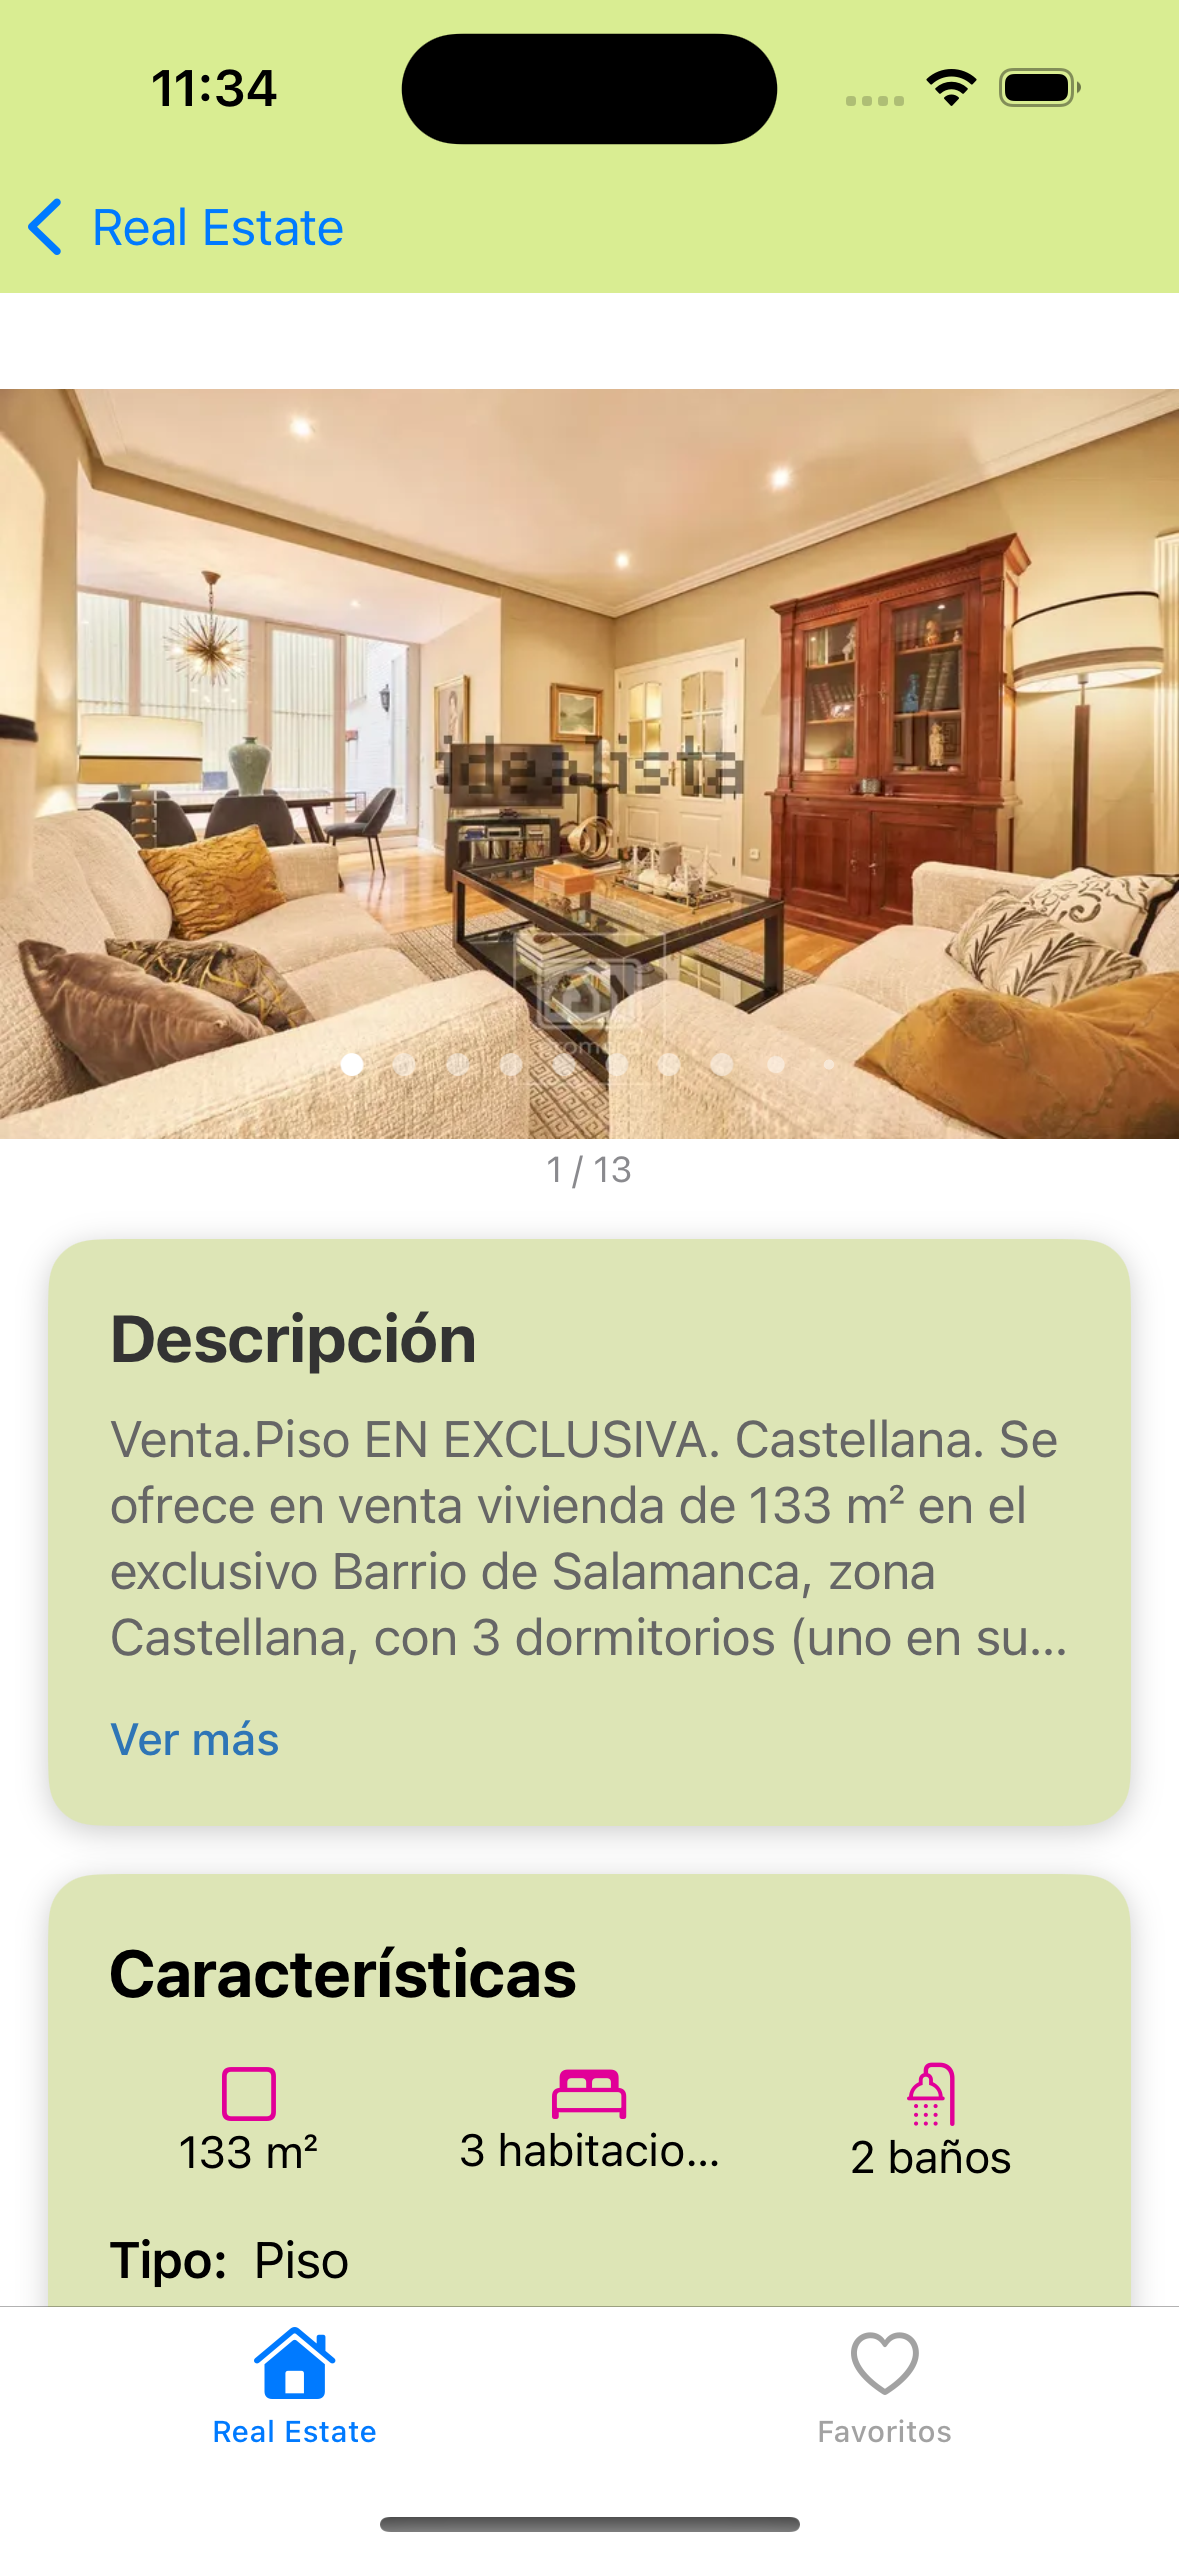 11:34
Real Estate
idealista
1 / 13
Descripción
Venta.Piso EN EXCLUSIVA. Castellana. Se
ofrece en venta vivienda de 133 m² en el
exclusivo Barrio de Salamanca, zona
Castellana, con 3 dormitorios (uno en su...
Ver más
Características
133 m²
3 habitacio...
2 baños
Tipo: Piso
Real Estate
Favoritos